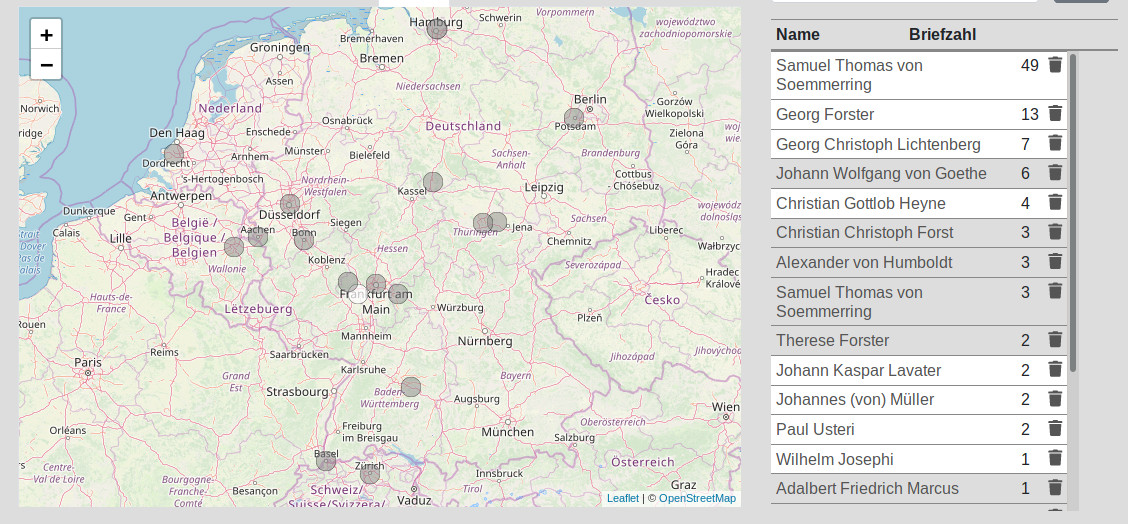 +
−
Hamburg
Schwerin
Vorpommern
województwo
zachodniopomorskie
Bremerhaven
Groningen
Bremen
Assen
Niedersachsen
Norwich
Nederland
Berlin
Gorzów
Wielkopolski
ridge
Den Haag
Enschede
Osnabrück
Deutschland
Potsdam
Zielona
Góra
Dordrecht
Arnhem
Münster
Bielefeld
Sachsen-
Anhalt
Brandenburg
's-Hertogenbosch
Nordrhein-
Westfalen
Kassel
Leipzig
Cottbus
- Chóśebuz
Antwerpen
Dunkerque
Gent
Düsseldorf
Siegen
Sachsen
Calais
Lille
België /
Belgique /
Belgien
Aachen
Bonn
Thüringen
Jena
Chemnitz
Liberec
Wałbrzyc
Wallonie
Koblenz
Hessen
Severozápad
Hradec
Králové
Hauts-de-
France
Lëtzebuerg
Frankfurt am
Main
Würzburg
Česko
Plzeň
Rouen
Mannheim
Nürnberg
Reims
Saarbrücken
Jihozápad
Jihovýchod
Paris
Karlsruhe
Grand
Est
Strasbourg
Baden-
Württemberg
Bayern
Augsburg
Wien
Orléans
Freiburg
im Breisgau
München
Oberösterreich
Salzburg
Basel
Zürich
Centre-
Val de Loire
Bourgogne-
Franche-
Comté
Besançon
Innsbruck
Österreich
Schweiz/
Suisse/Svizzera/
Vaduz
Tirol
Graz
Leaflet | © OpenStreetMap
Name Briefzahl
Samuel Thomas von 49
Soemmerring
Georg Forster 13
Georg Christoph Lichtenberg 7
Johann Wolfgang von Goethe 6
Christian Gottlob Heyne 4
Christian Christoph Forst 3
Alexander von Humboldt 3
Samuel Thomas von 3
Soemmerring
Therese Forster 2
Johann Kaspar Lavater 2
Johannes (von) Müller 2
Paul Usteri 2
Wilhelm Josephi 1
Adalbert Friedrich Marcus 1